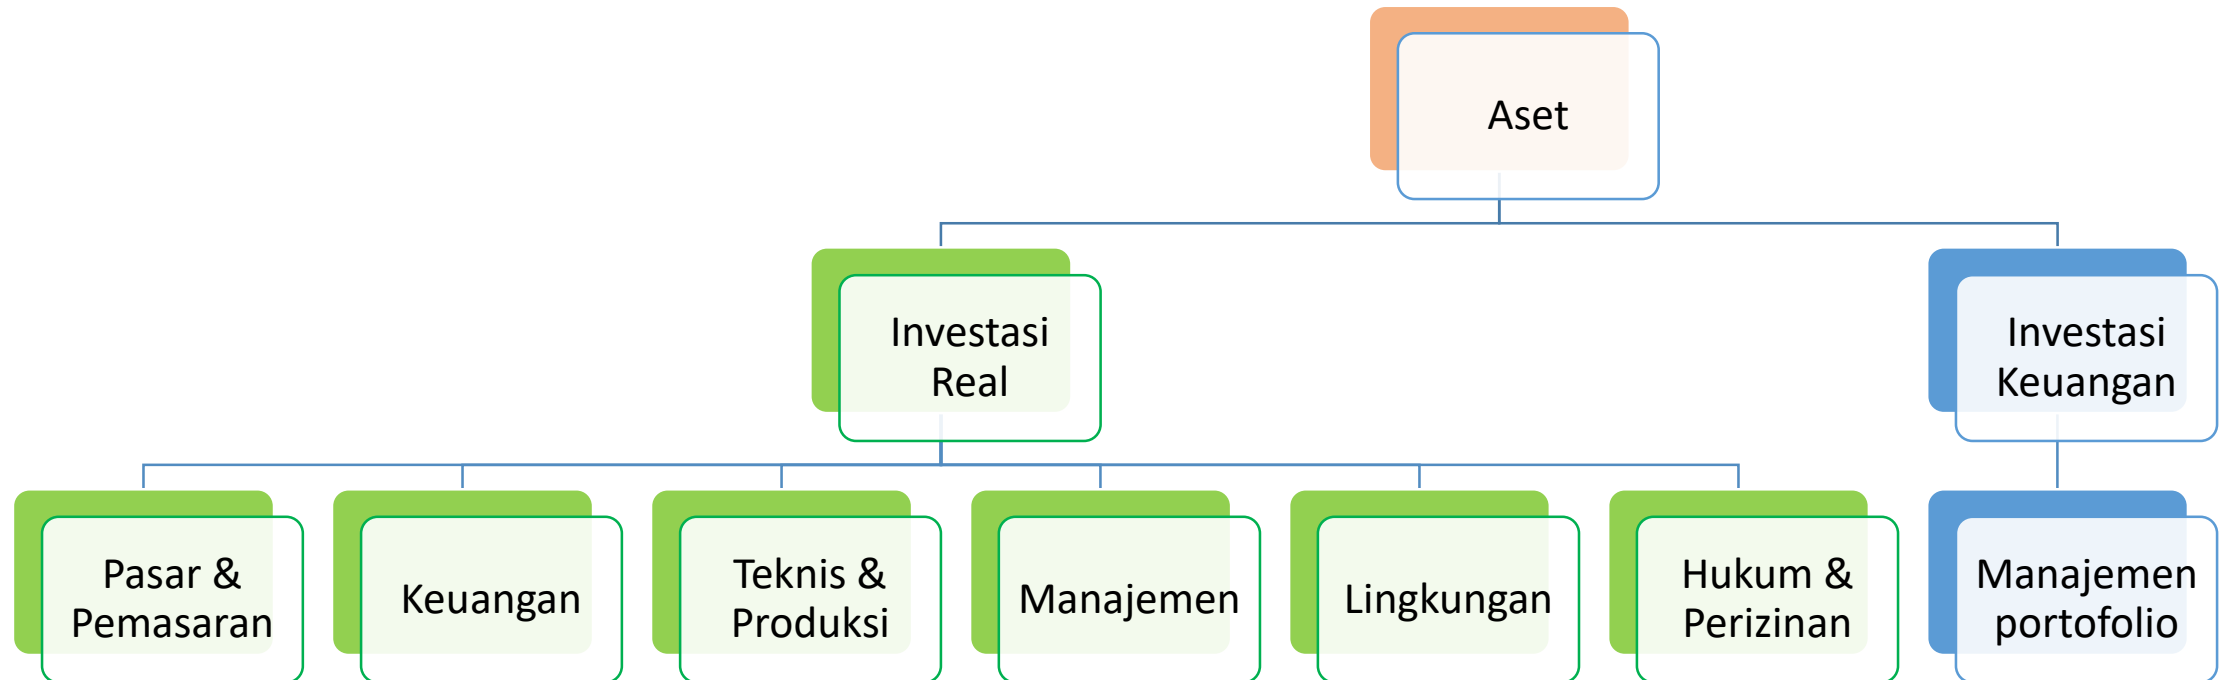 Aset
Investasi
Real
Investasi
Keuangan
Pasar &
Pemasaran
Keuangan
Teknis &
Produksi
Manajemen
Lingkungan
Hukum &
Perizinan
Manajemen
portofolio